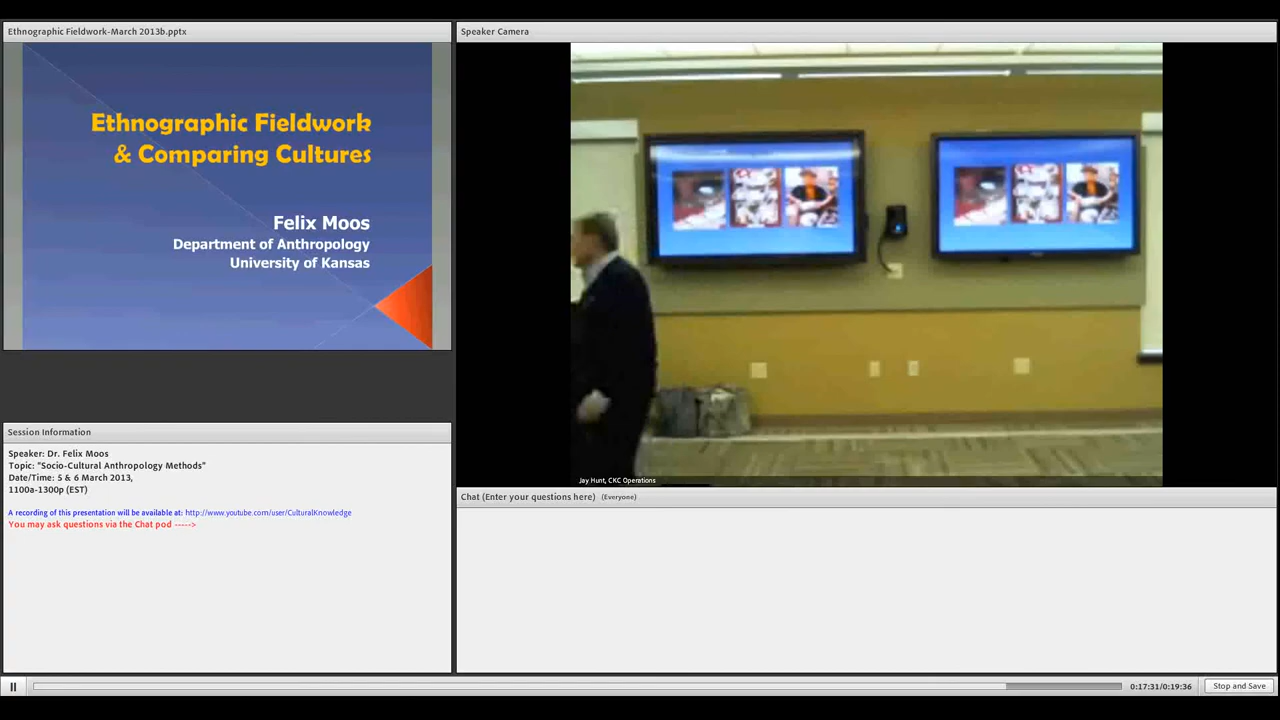 Ethnographic Fieldwork-March 2013b.pptx
Ethnographic Fieldwork
& Comparing Cultures
Felix Moos
Department of Anthropology
University of Kansas
Session Information
Speaker: Dr. Felix Moos
Topic: "Socio-Cultural Anthropology Methods"
Date/Time: 5 & 6 March 2013,
1100a-1300p (EST)
A recording of this presentation will be available at: http://www.youtube.com/user/CulturalKnowledge
You may ask questions via the Chat pod ----->
Speaker Camera
Jay Hunt, CKC Operations
Chat (Enter your questions here) (Everyone)
0:17:31/0:19:36
Stop and Save